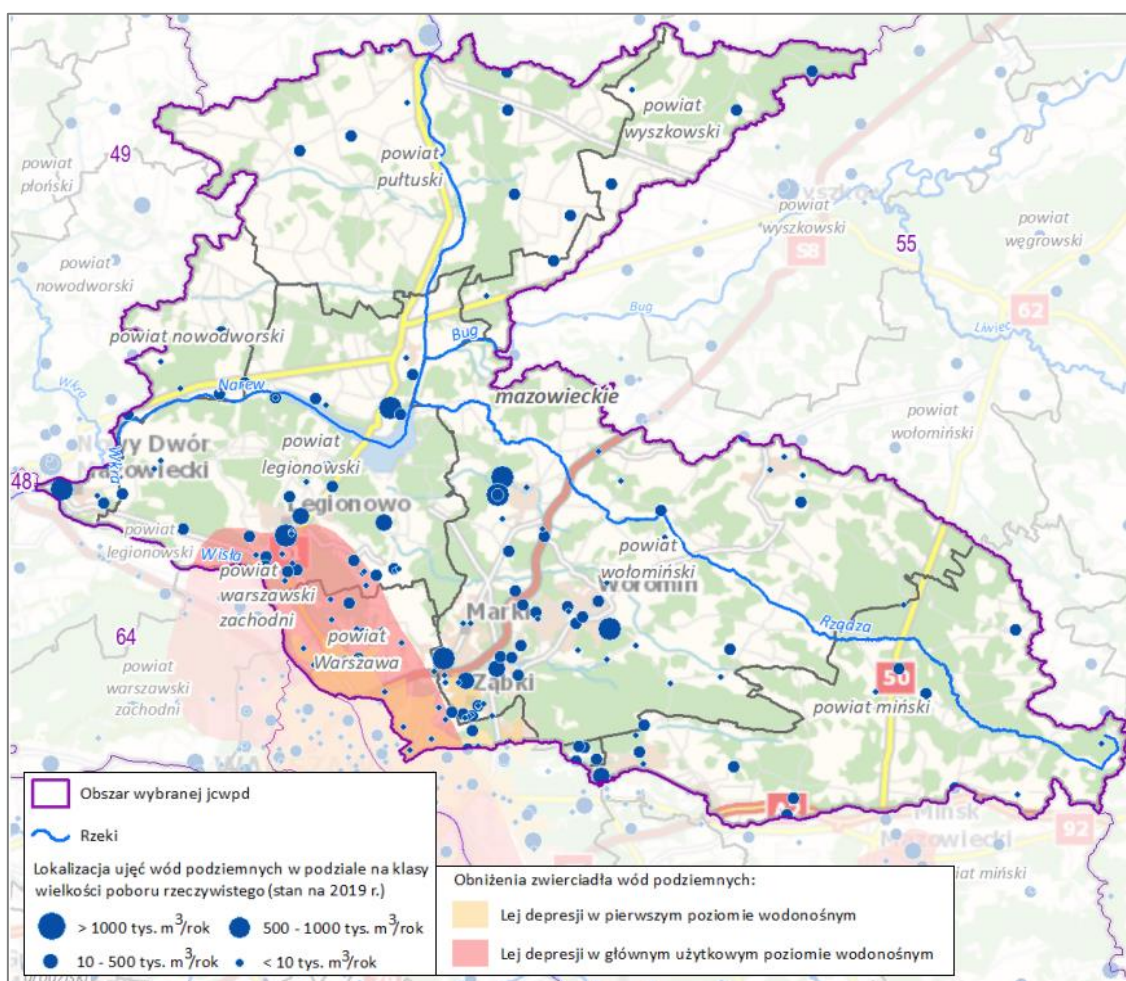 powiat
wyszkowski
49
powiat
płoński
powiat
pułtuski
powiat
wyszkowski
55
powiat
węgrowski
S8
powiat
nowodworski
62
Bug
Liwiec
powiat nowodworski
Bug
Wkra
Narew
mazowieckie
powiat
wołomiński
Nowy Dwór
Mazowiecki
Wkra
powiat
legionowski
48
Legionowo
powiat
legionowski
Wisła
powiat
warszawski
zachodni
powiat
wołomiński
Wołomin
Marki
Rządza
64
powiat
Warszawa
powiat
warszawski
zachodni
Ząbki
50
powiat miński
Mińsk
Mazowiecki
92
powiat miński
Obszar wybranej jcwpd
Rzeki
Lokalizacja ujęć wód podziemnych w podziale na klasy
wielkości poboru rzeczywistego (stan na 2019 r.)
> 1000 tys. m³/rok
500 - 1000 tys. m³/rok
10 - 500 tys. m³/rok
< 10 tys. m³/rok
Obniżenia zwierciadła wód podziemnych:
Lej depresji w pierwszym poziomie wodonośnym
Lej depresji w głównym użytkowym poziomie wodonośnym